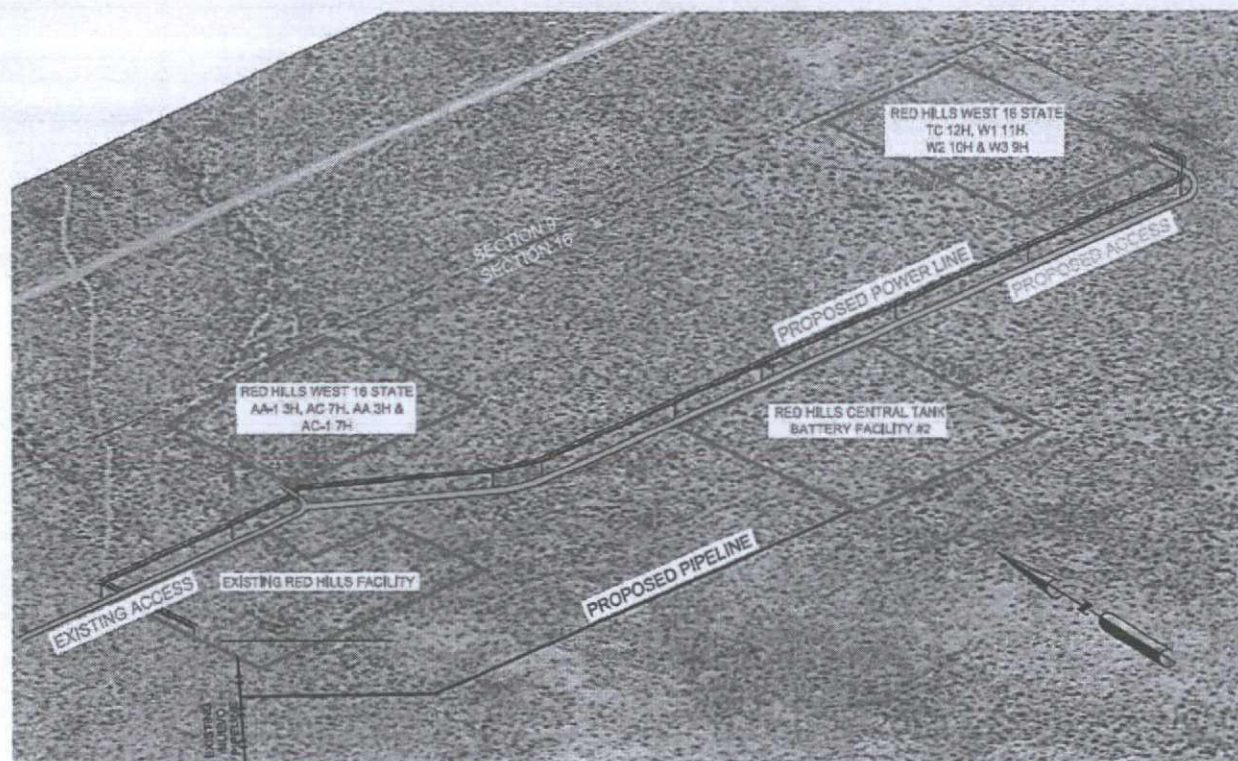 RED HILLS WEST 16 STATE
TC 12H, W1 11H,
W2 10H & W3 9H
SECTION 9
SECTION 16
PROPOSED POWER LINE
PROPOSED ACCESS
RED HILLS WEST 16 STATE
AA-1 3H, AC 7H, AA 3H &
AC-1 7H
RED HILLS CENTRAL TANK
BATTERY FACILITY #2
EXISTING ACCESS
EXISTING RED HILLS FACILITY
PROPOSED PIPELINE
EXISTING
PIPELINE